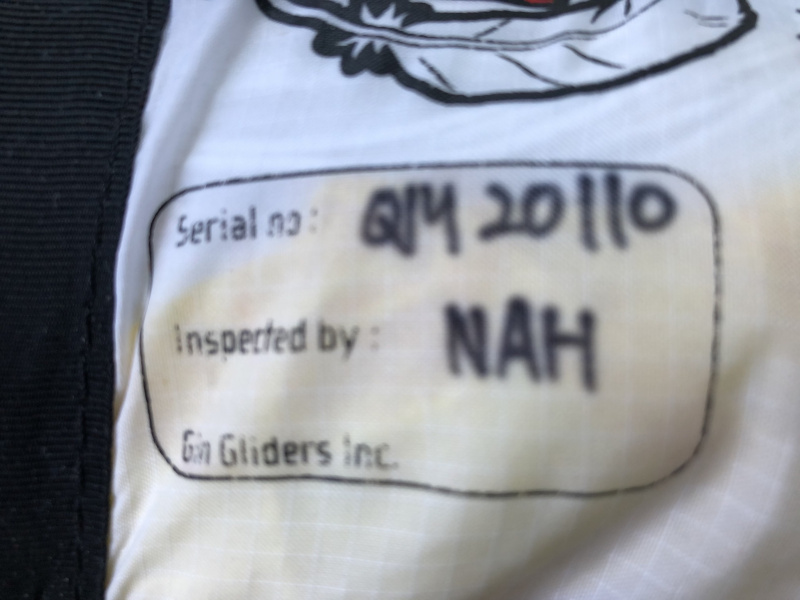 Serial no: QM 20110
Inspected by: NAH
Gin Gliders Inc.